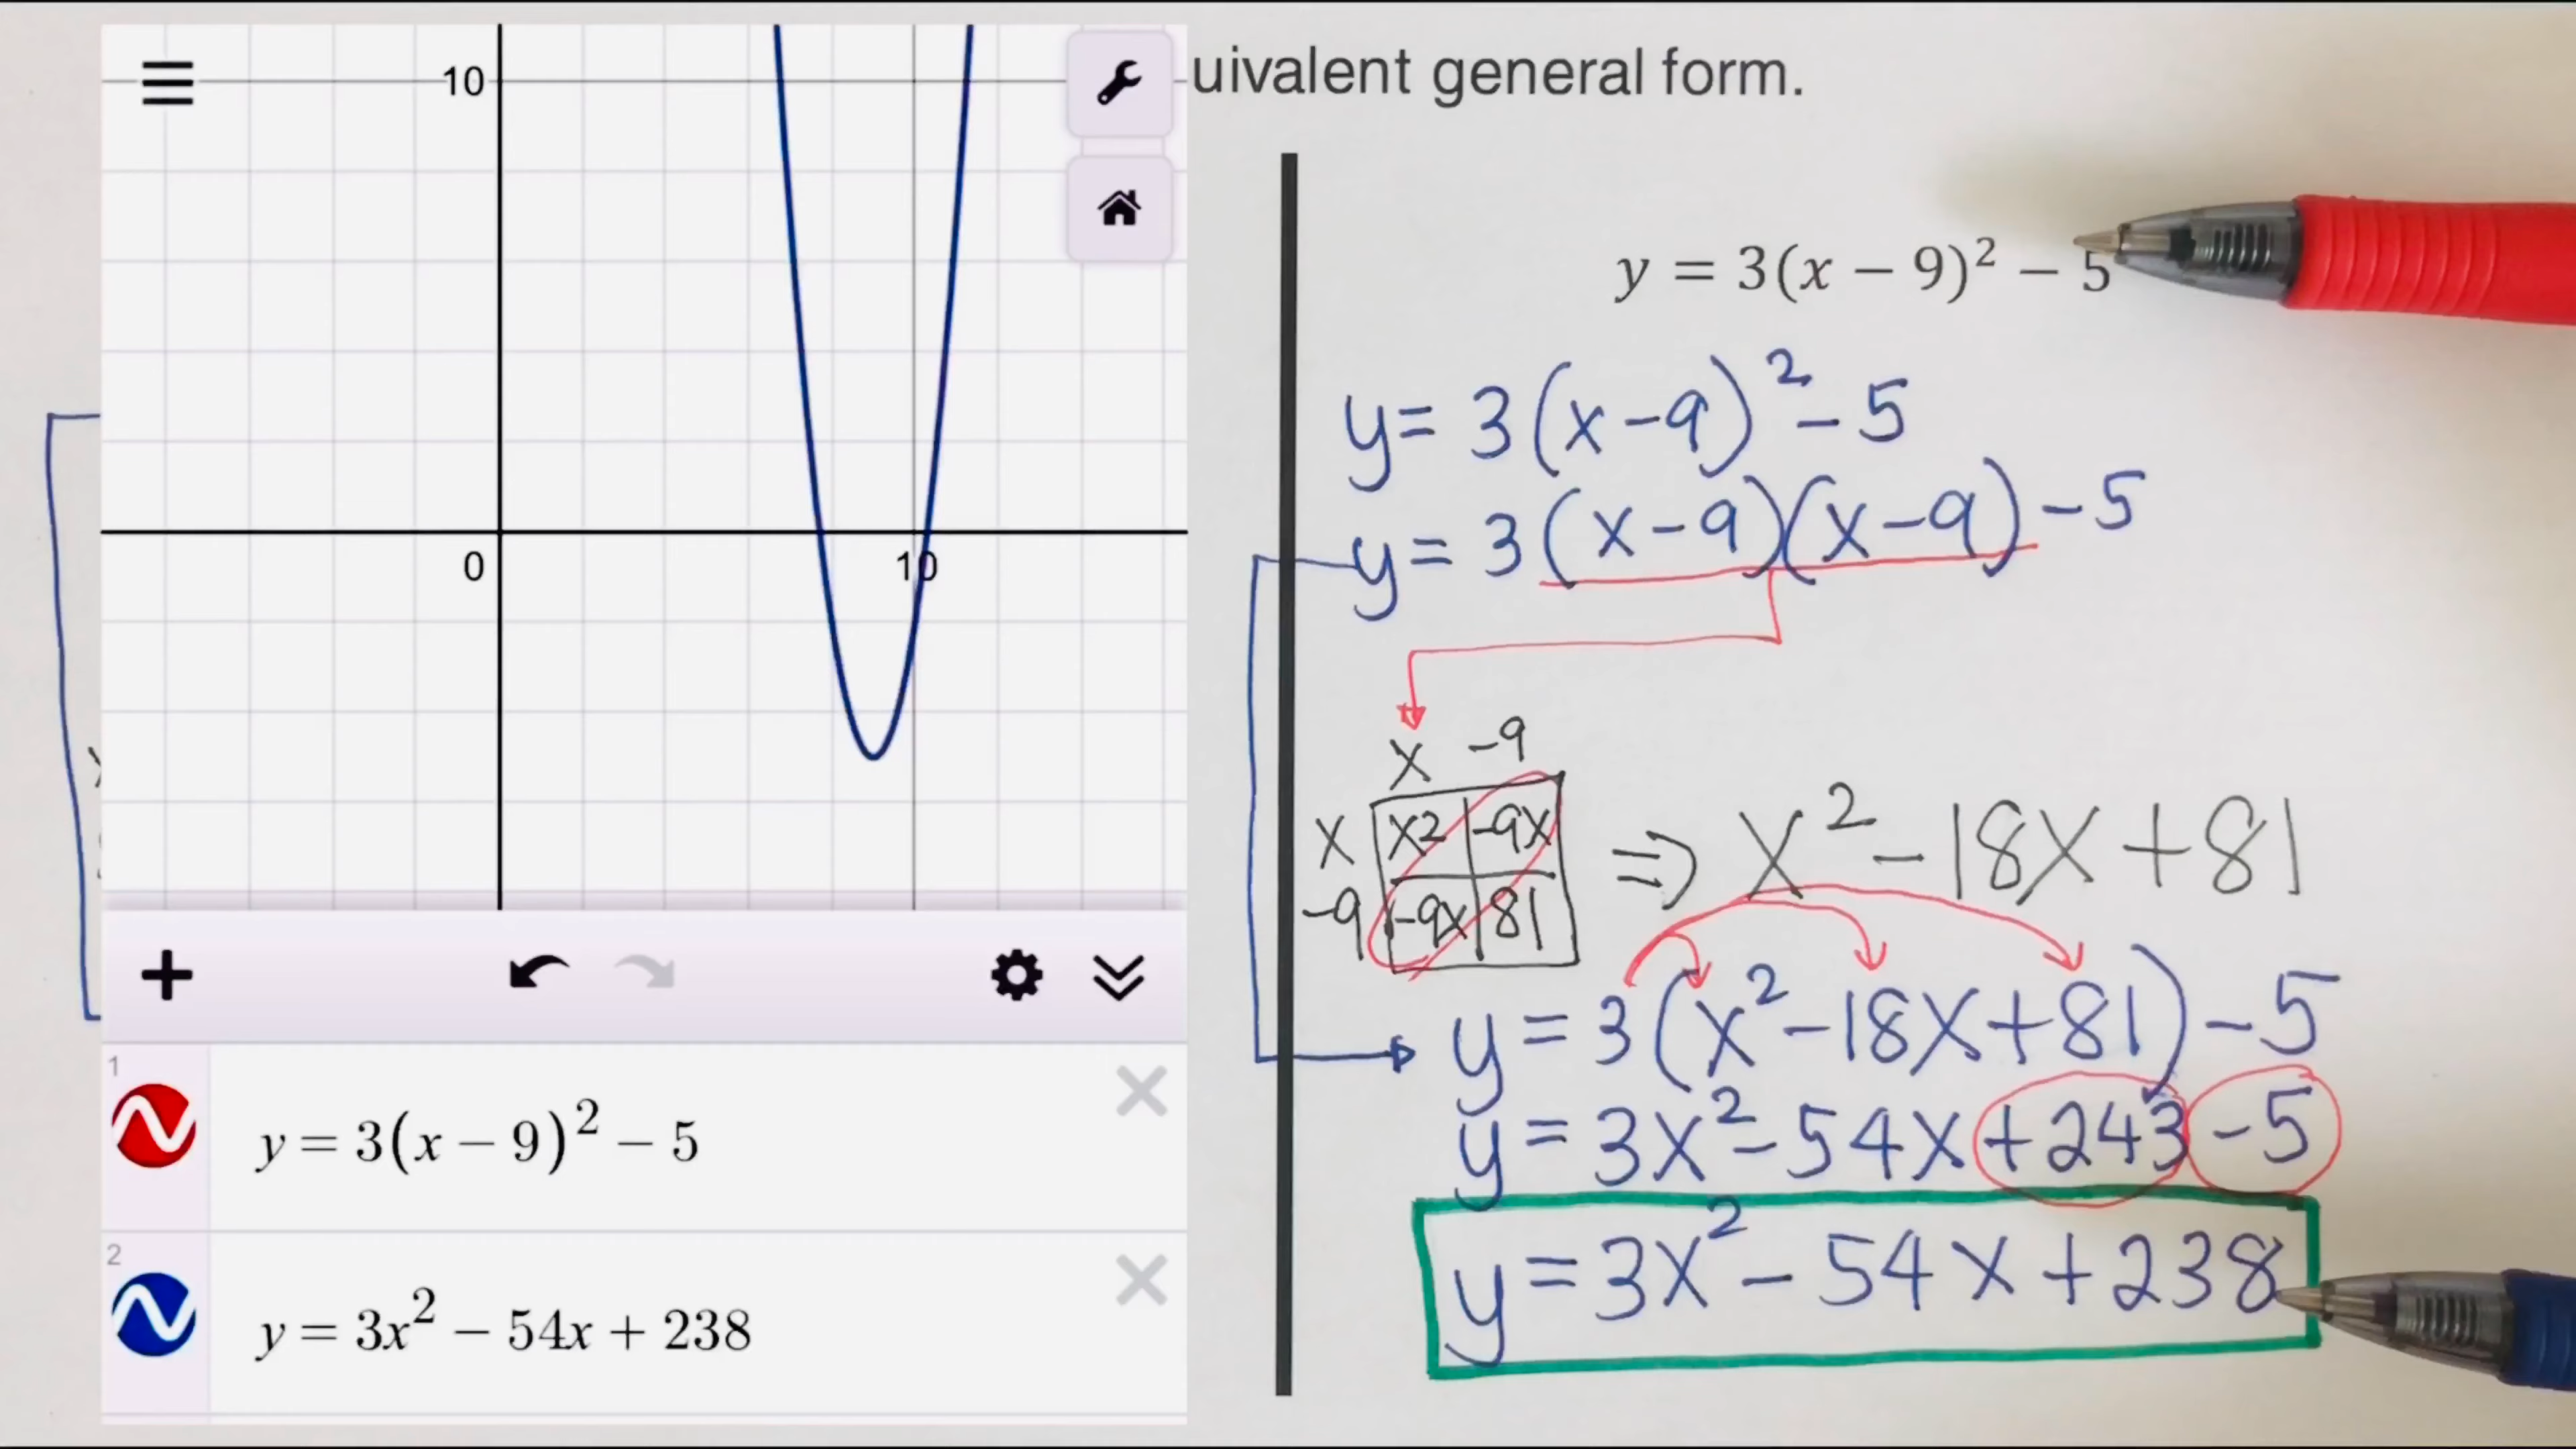 10
0
10
1
y = 3(x − 9)² − 5
2
y = 3x² − 54x + 238
uivalent general form.
y = 3(x − 9)² − 5
y = 3(x-9)² - 5
y = 3(x-9)(x-9) - 5
x -9
x x2 -9x
-9 -9x 81
⇒ x² - 18x + 81
y = 3(x² - 18x + 81) - 5
y = 3x² - 54x + 243 - 5
y = 3x² - 54x + 238